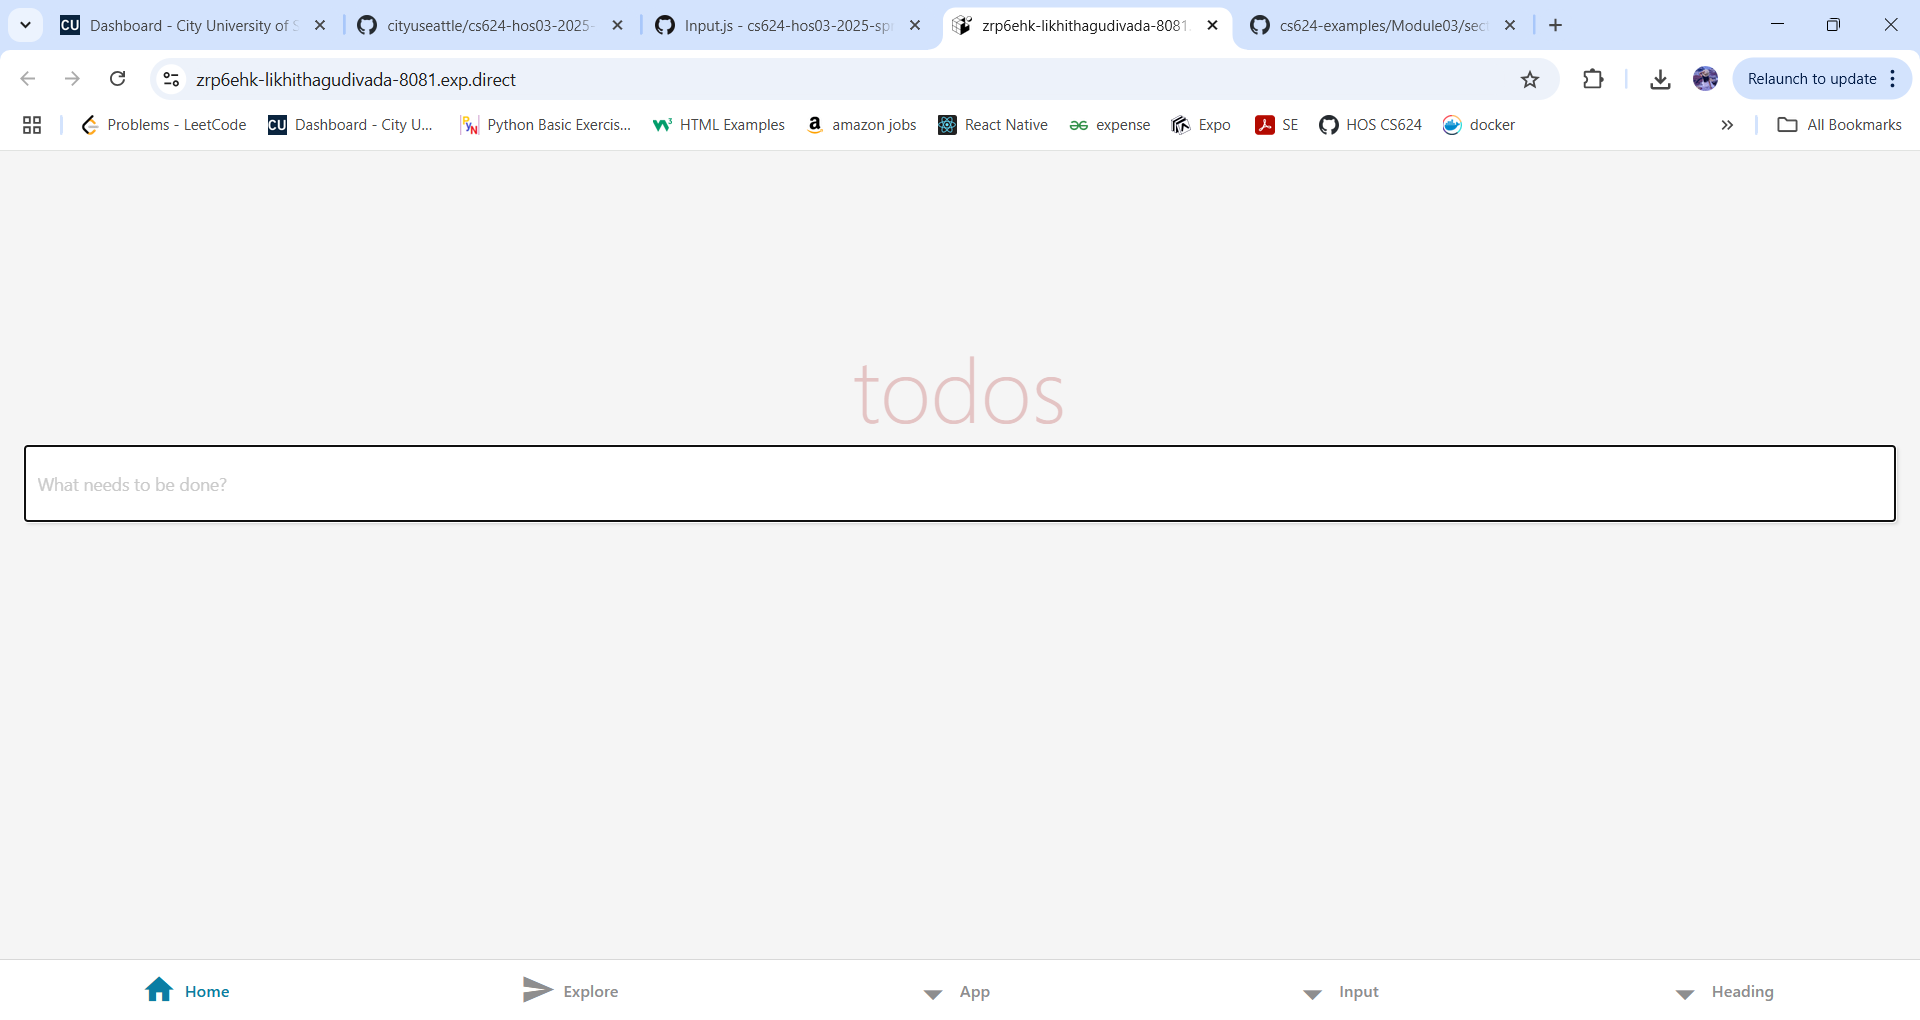 CU Dashboard - City University of S
cityuseattle/cs624-hos03-2025-
Input.js - cs624-hos03-2025-sp
zrp6ehk-likhithagudivada-8081.
cs624-examples/Module03/sect
zrp6ehk-likhithagudivada-8081.exp.direct
Relaunch to update
Problems - LeetCode
CU Dashboard - City U...
Python Basic Exercis...
HTML Examples
amazon jobs
React Native
expense
Expo
SE
HOS CS624
docker
All Bookmarks
todos
What needs to be done?
Home
Explore
App
Input
Heading